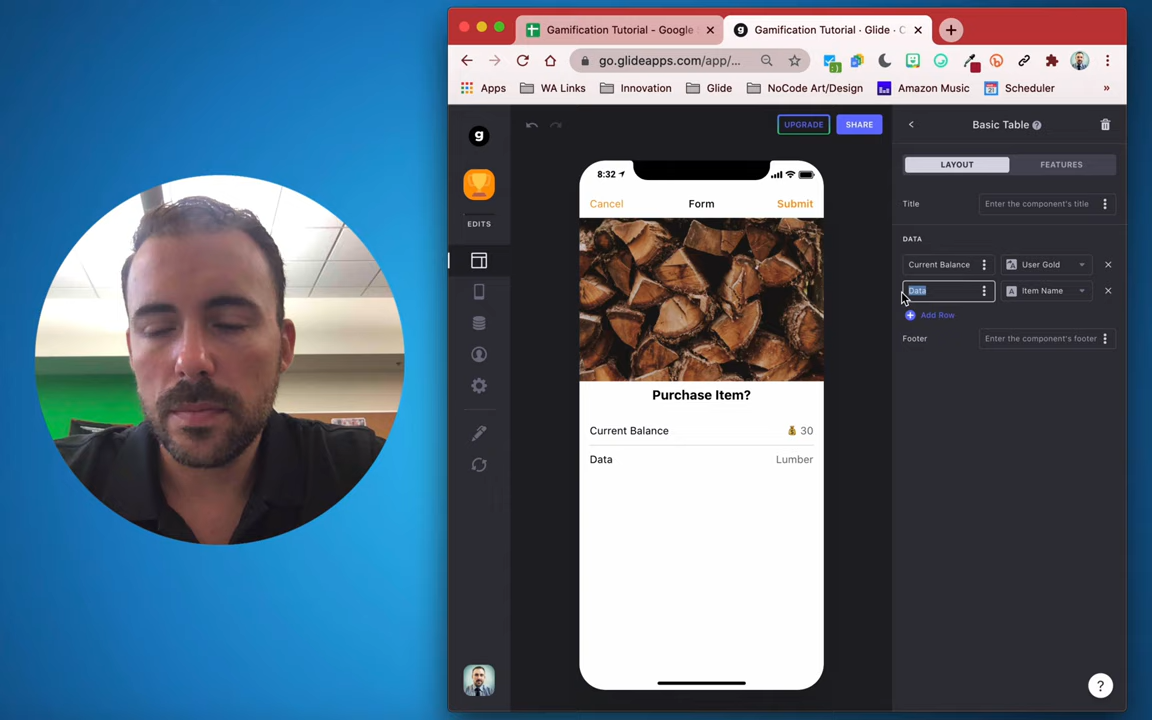 Gamification Tutorial - Google
Gamification Tutorial · Glide · C
go.glideapps.com/app/...
Apps
WA Links
Innovation
Glide
NoCode Art/Design
Amazon Music
Scheduler
»
g
EDITS
UPGRADE
SHARE
Basic Table
LAYOUT
FEATURES
8:32
Cancel
Form
Submit
Title
Enter the component's title
DATA
Current Balance
User Gold
Data
A
Item Name
Add Row
Footer
Enter the component's footer
Purchase Item?
Current Balance
💰 30
Data
Lumber
?